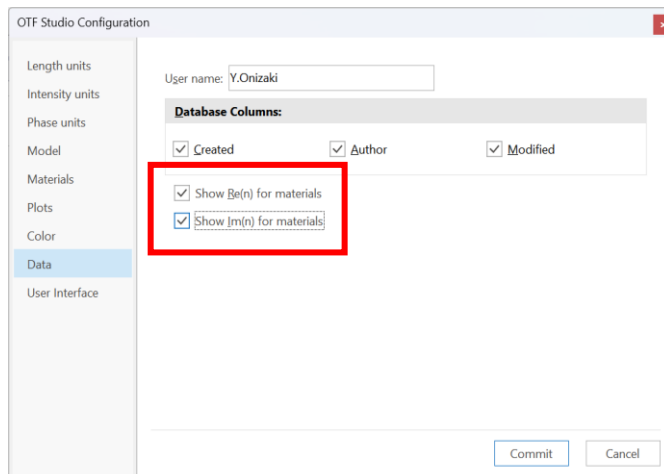 OTF Studio Configuration
Length units
Intensity units
Phase units
Model
Materials
Plots
Color
Data
User Interface
User name: Y.Onizaki
Database Columns:
Created Author Modified
Show Re(n) for materials
Show Im(n) for materials
Commit Cancel